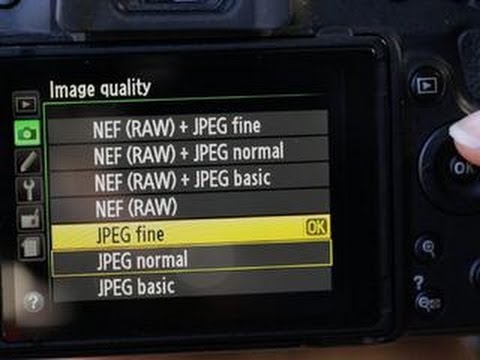 Image quality
NEF (RAW) + JPEG fine
NEF (RAW) + JPEG normal
NEF (RAW) + JPEG basic
NEF (RAW)
JPEG fine OK
JPEG normal
JPEG basic
OK
?
?